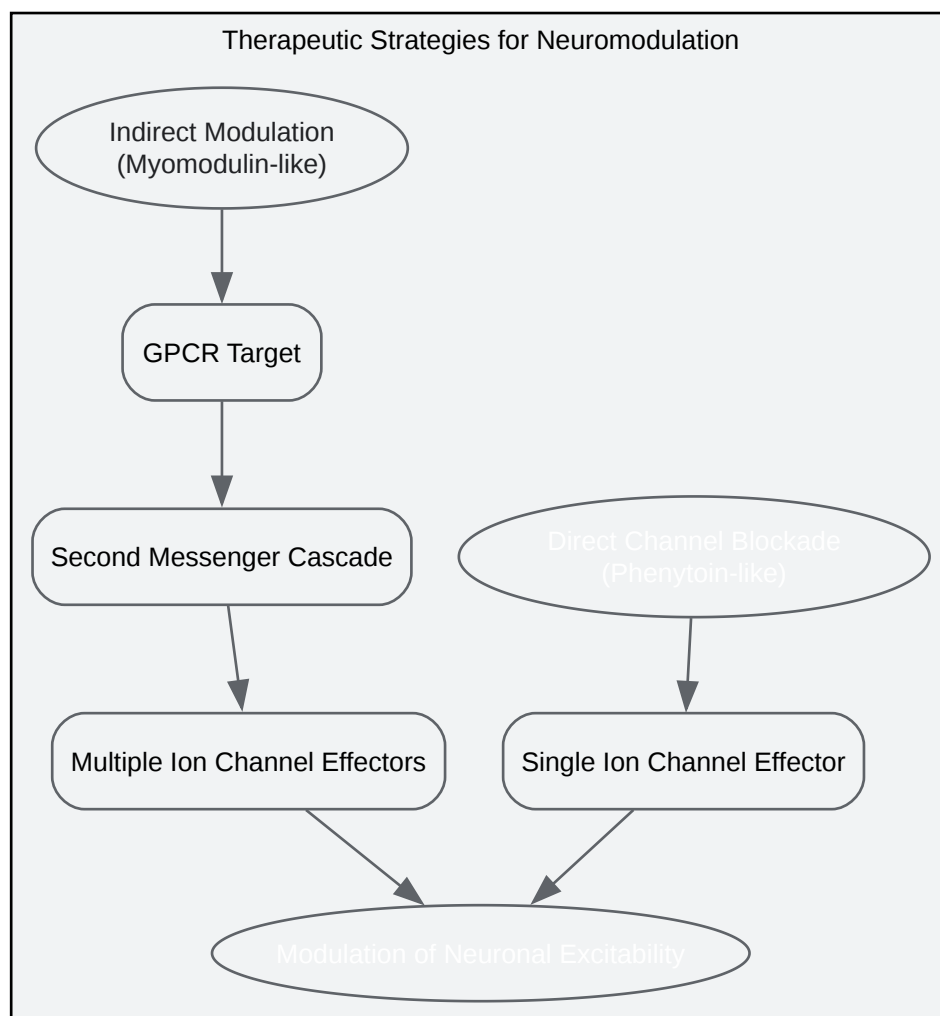 Therapeutic Strategies for Neuromodulation
Indirect Modulation
(Myomodulin-like)
GPCR Target
Second Messenger Cascade
Direct Channel Blockade
(Phenytoin-like)
Multiple Ion Channel Effectors
Single Ion Channel Effector
Modulation of Neuronal Excitability